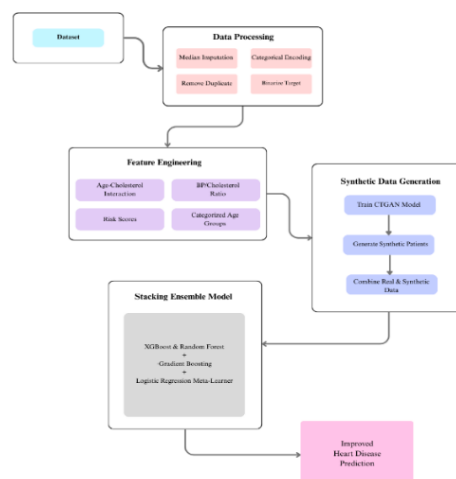 Dataset
Data Processing
Median Imputation
Categorical Encoding
Remove Duplicate
Binarize Target
Feature Engineering
Age-Cholesterol
Interaction
BP/Cholesterol
Ratio
Risk Scores
Categorized Age
Groups
Synthetic Data Generation
Train CTGAN Model
Generate Synthetic Patients
Combine Real & Synthetic
Data
Stacking Ensemble Model
XGBoost & Random Forest
+
Gradient Boosting
+
Logistic Regression Meta-Learner
Improved
Heart Disease
Prediction